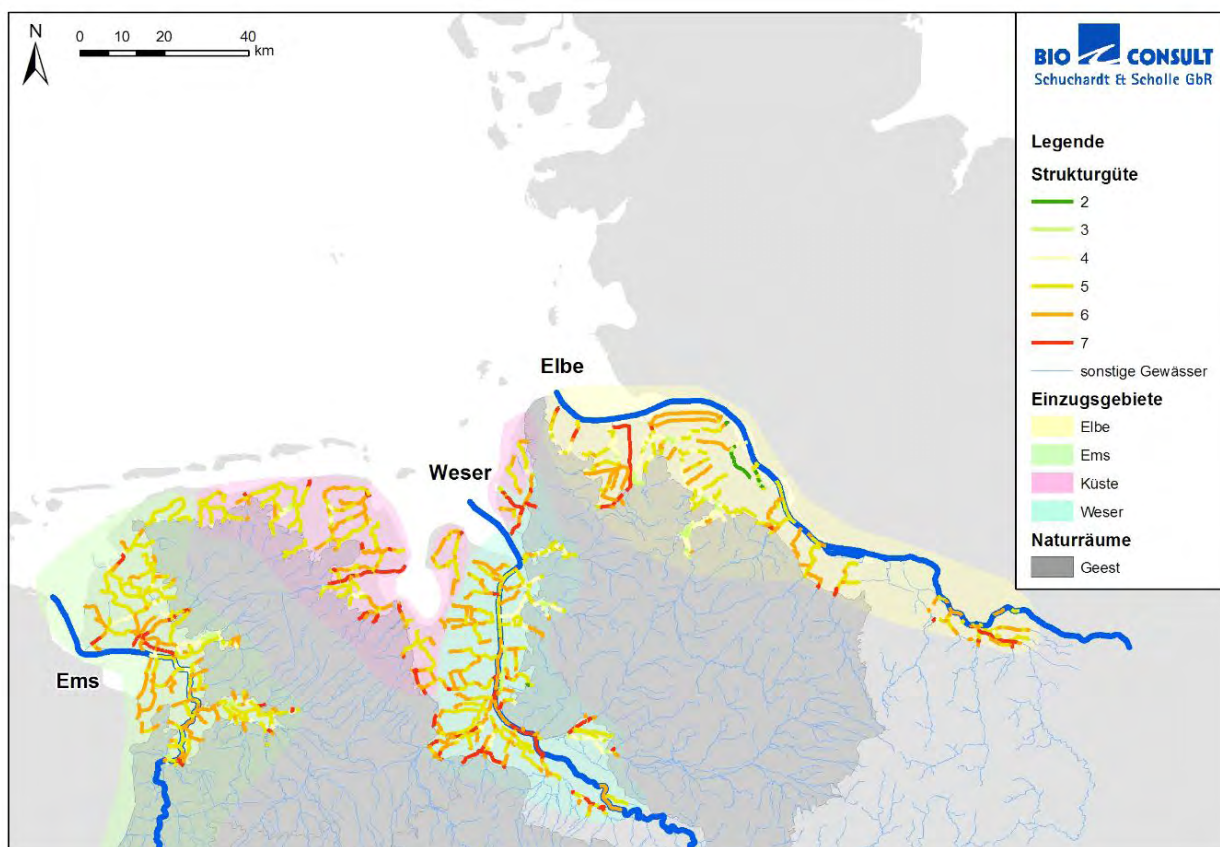 N
0 10 20 40
km
BIO CONSULT
Schuchardt & Scholle GbR
Legende
Strukturgüte
2
3
4
5
6
7
sonstige Gewässer
Einzugsgebiete
Elbe
Ems
Küste
Weser
Naturräume
Geest
Elbe
Weser
Ems